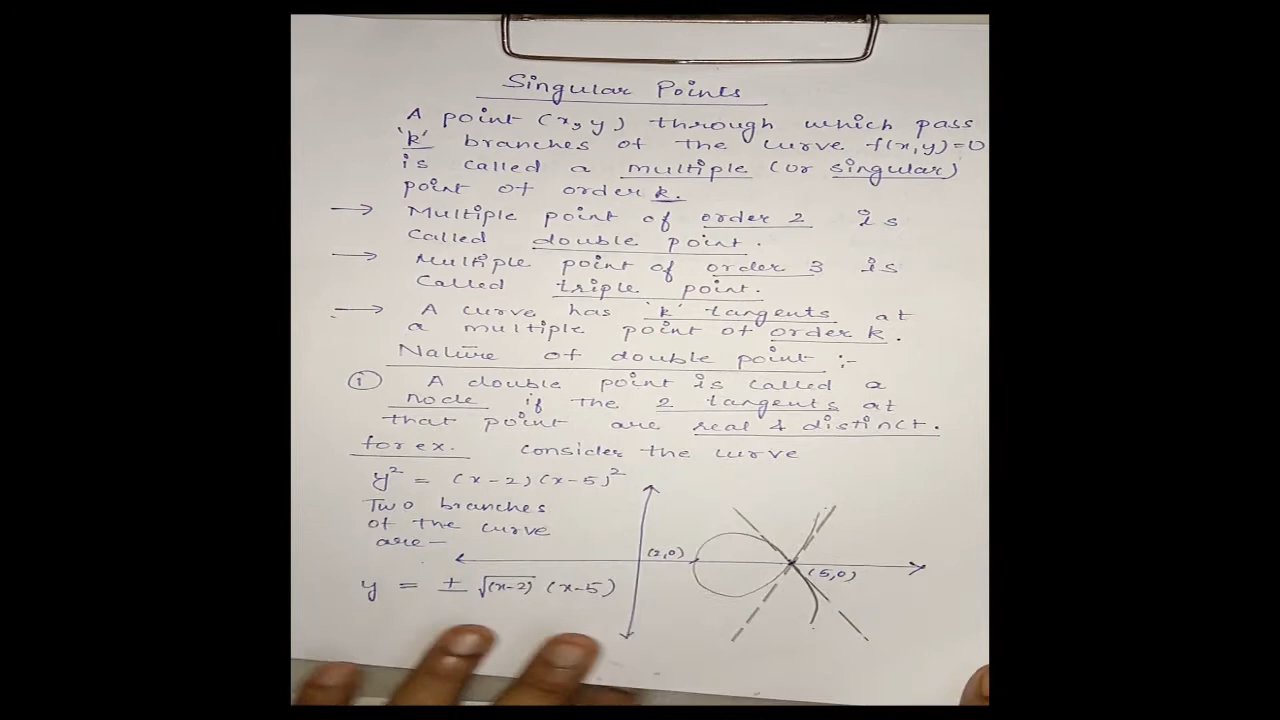 Singular Points
A point (x,y) through which pass
'k' branches of the curve f(x,y)=0
is called a multiple (or singular)
point of order k.
→ Multiple point of order 2 is
called double point.
→ Multiple point of order 3 is
called triple point.
→ A curve has 'k' tangents at
a multiple point of order k.
Nature of double point :-
① A double point is called a
node if the 2 tangents at
that point are real & distinct.
for ex. consider the curve
y² = (x-2)(x-5)²
Two branches
of the curve
are —
y = ± √(x-2) (x-5)
(2,0)
(5,0)